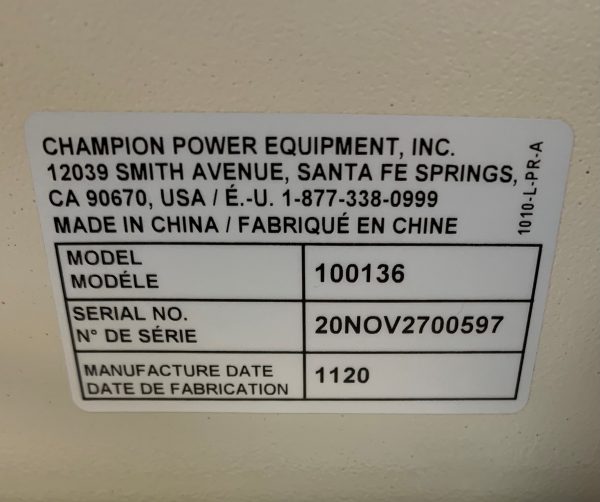 CHAMPION POWER EQUIPMENT, INC.
12039 SMITH AVENUE, SANTA FE SPRINGS,
CA 90670, USA / É.-U. 1-877-338-0999
MADE IN CHINA / FABRIQUÉ EN CHINE
1010-L-PR-A
MODEL
MODÉLE
100136
SERIAL NO.
N° DE SÉRIE
20NOV2700597
MANUFACTURE DATE
DATE DE FABRICATION
1120